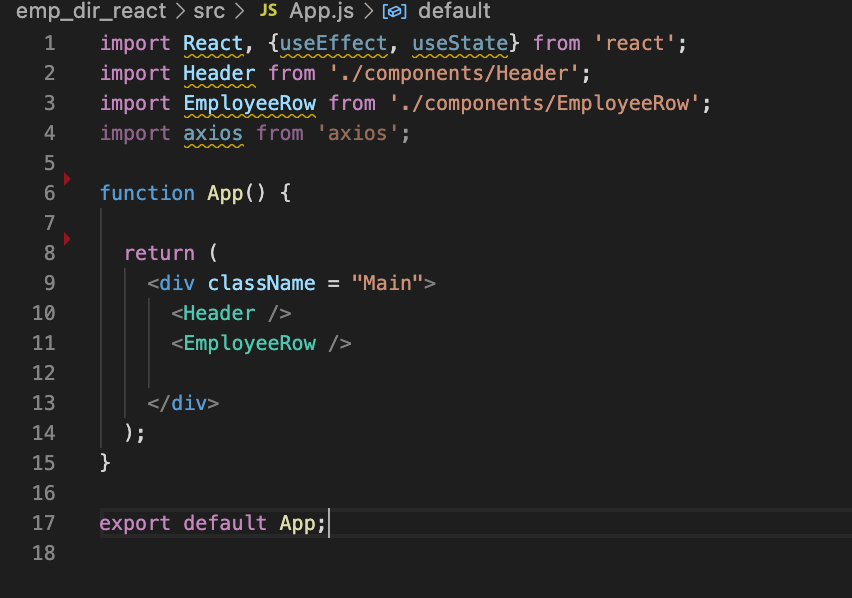 emp_dir_react > src > JS App.js > default
1 import React, {useEffect, useState} from 'react';
2 import Header from './components/Header';
3 import EmployeeRow from './components/EmployeeRow';
4 import axios from 'axios';
5
6 function App() {
7
8 return (
9 <div className = "Main">
10 <Header />
11 <EmployeeRow />
12
13 </div>
14 );
15 }
16
17 export default App;
18